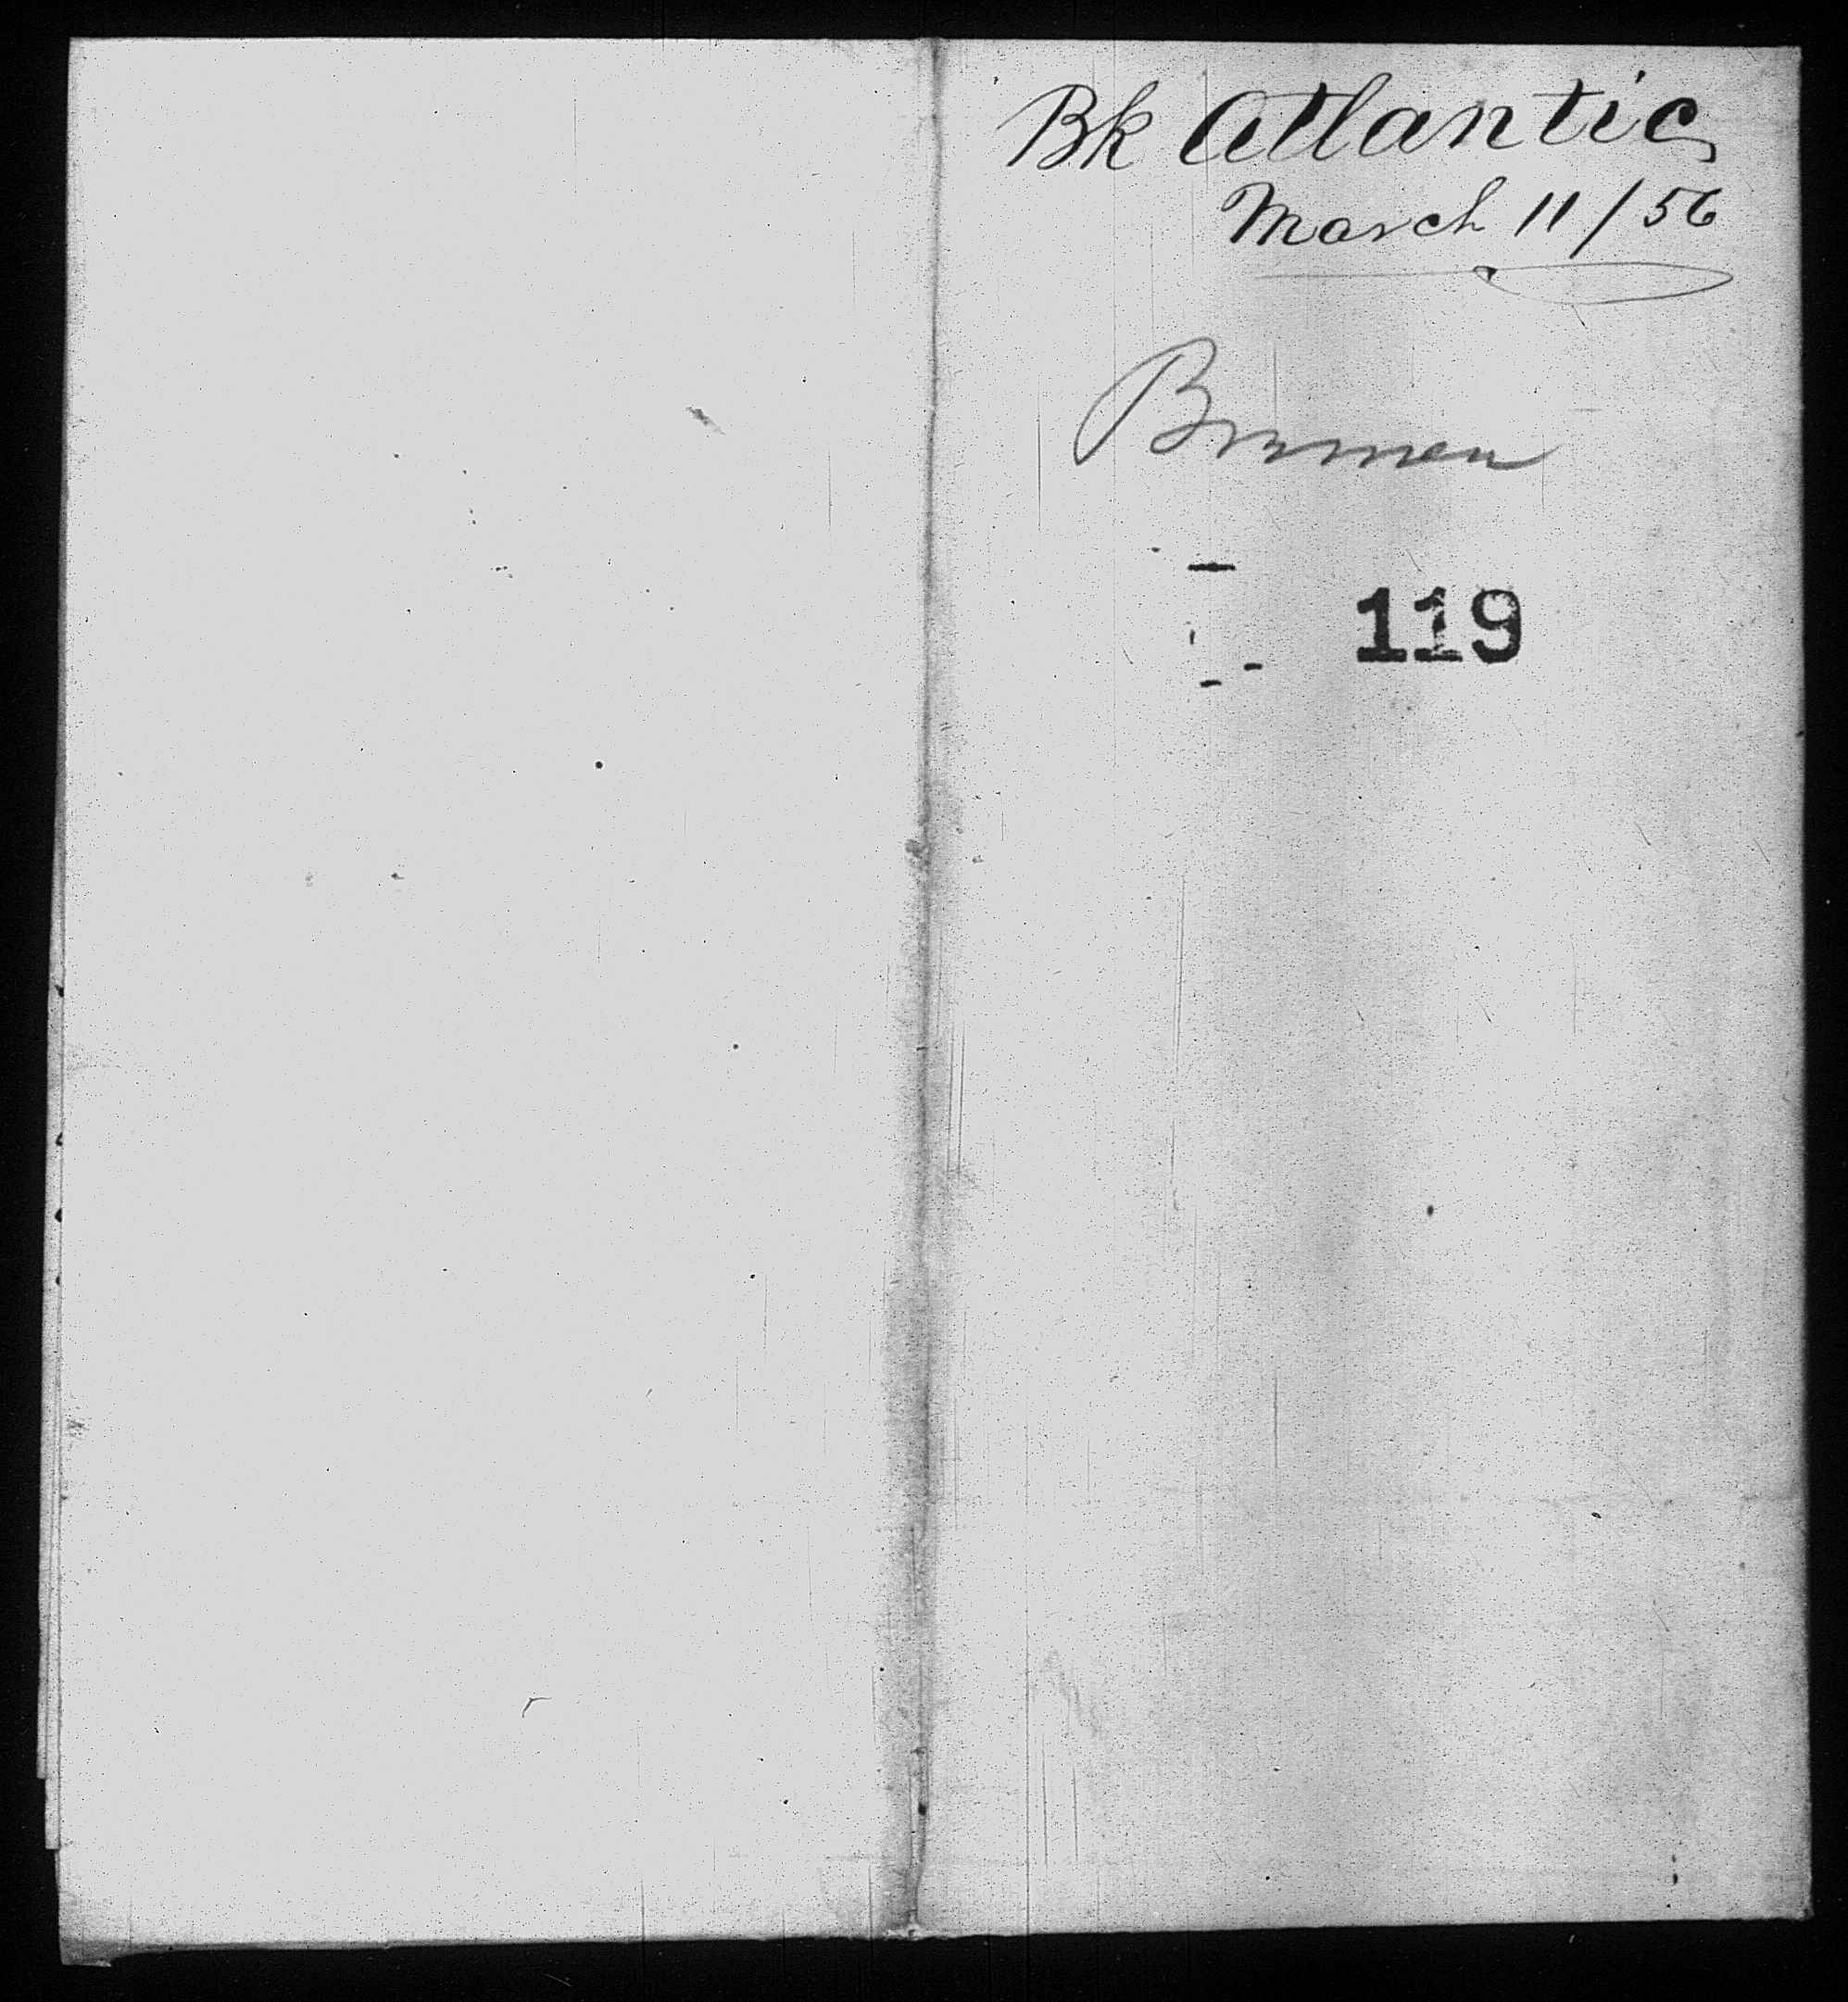 Bk Atlantic
March 11/56
Bremen
119